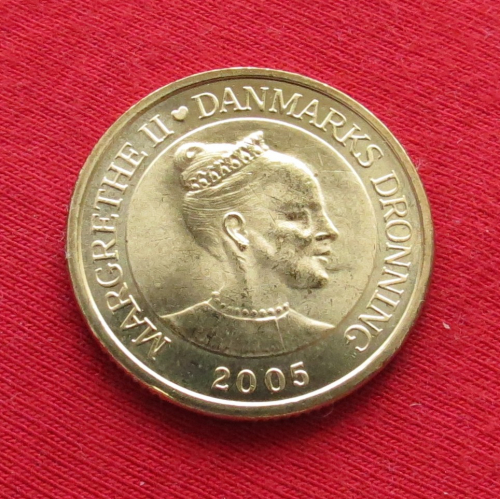 MARGRETHE II ♥ DANMARKS DRONNING
2005